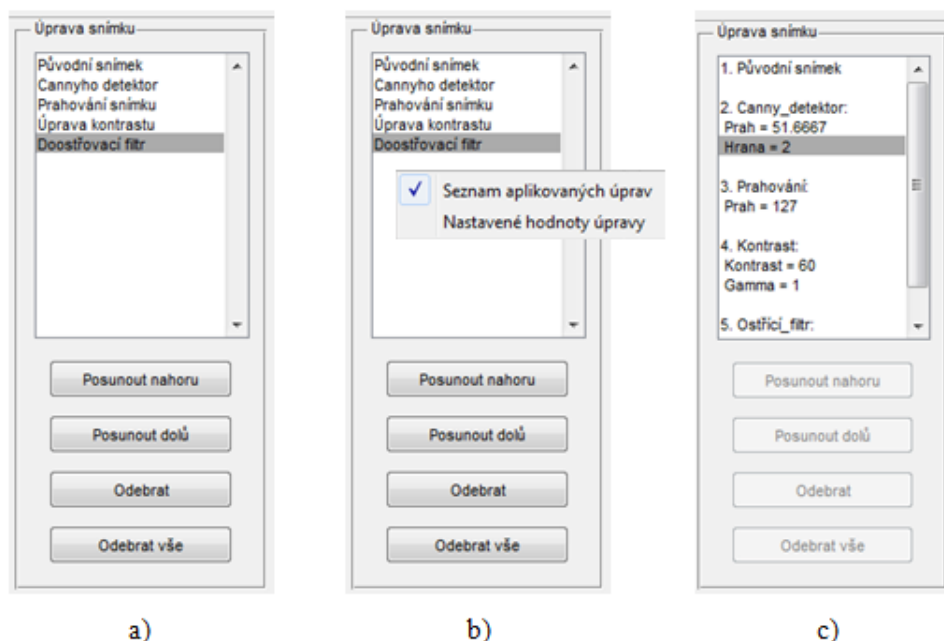 Úprava snímku
Původní snímek
Cannyho detektor
Prahování snímku
Úprava kontrastu
Doostřovací filtr
Posunout nahoru
Posunout dolů
Odebrat
Odebrat vše
a)
Úprava snímku
Původní snímek
Cannyho detektor
Prahování snímku
Úprava kontrastu
Doostřovací filtr
Seznam aplikovaných úprav
Nastavené hodnoty úpravy
Posunout nahoru
Posunout dolů
Odebrat
Odebrat vše
b)
Úprava snímku
1. Původní snímek
2. Canny_detektor:
Prah = 51.6667
Hrana = 2
3. Prahování:
Prah = 127
4. Kontrast:
Kontrast = 60
Gamma = 1
5. Ostřící_filtr:
Posunout nahoru
Posunout dolů
Odebrat
Odebrat vše
c)